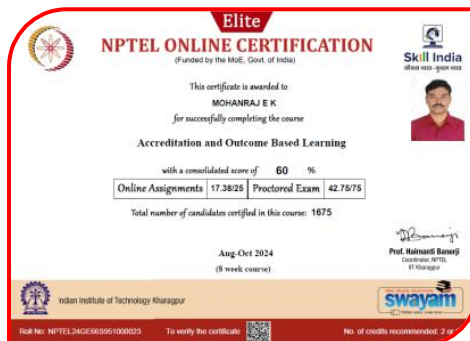 Elite
NPTEL ONLINE CERTIFICATION
(Funded by the MoE, Govt. of India)
Skill India
कौशल भारत - कुशल भारत
This certificate is awarded to
MOHANRAJ E K
for successfully completing the course
Accreditation and Outcome Based Learning
with a consolidated score of 60 %
Online Assignments 17.38/25 Proctored Exam 42.75/75
Total number of candidates certified in this course: 1675
Aug-Oct 2024
(8 week course)
Prof. Haimanti Banerji
Coordinator, NPTEL
IIT Kharagpur
Indian Institute of Technology Kharagpur
swayam
Roll No: NPTEL24GE66S951000023 To verify the certificate No. of credits recommended: 2 or